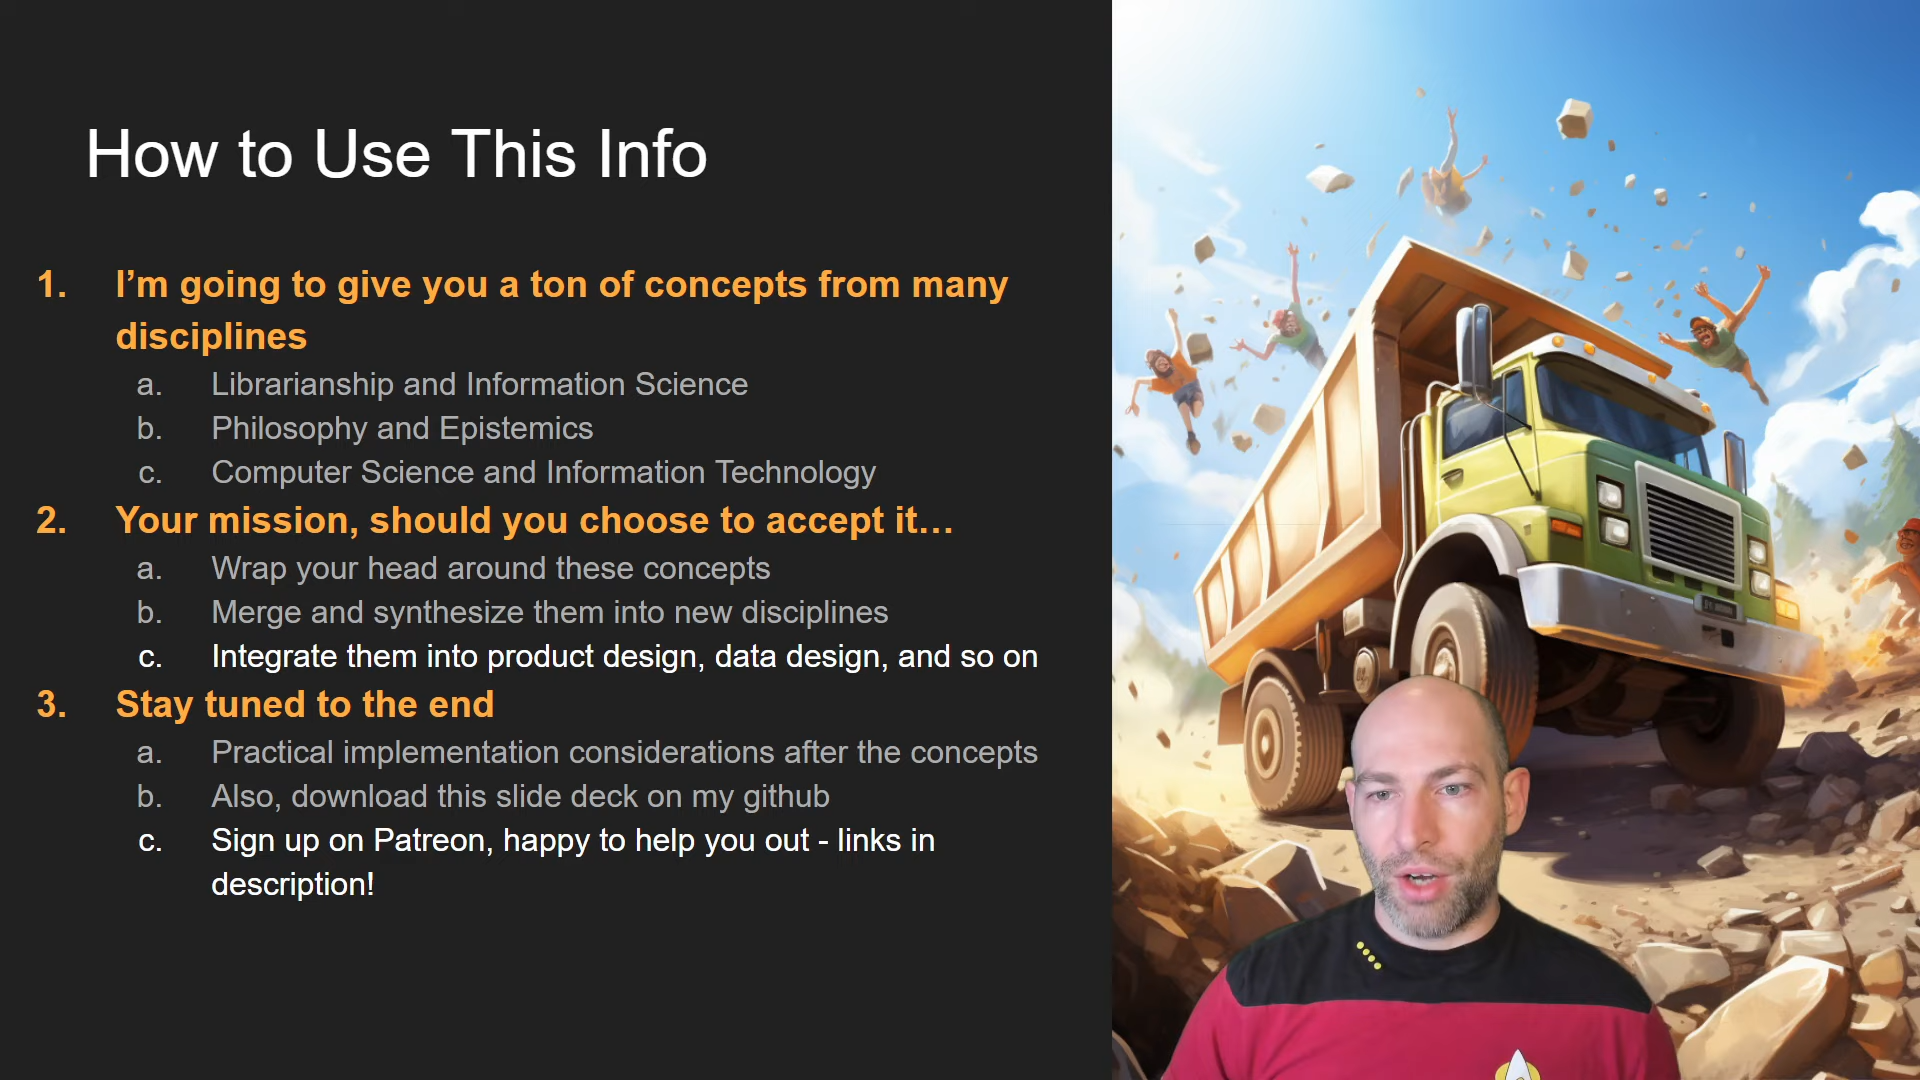 How to Use This Info
1. I’m going to give you a ton of concepts from many
disciplines
a. Librarianship and Information Science
b. Philosophy and Epistemics
c. Computer Science and Information Technology
2. Your mission, should you choose to accept it…
a. Wrap your head around these concepts
b. Merge and synthesize them into new disciplines
c. Integrate them into product design, data design, and so on
3. Stay tuned to the end
a. Practical implementation considerations after the concepts
b. Also, download this slide deck on my github
c. Sign up on Patreon, happy to help you out - links in
description!